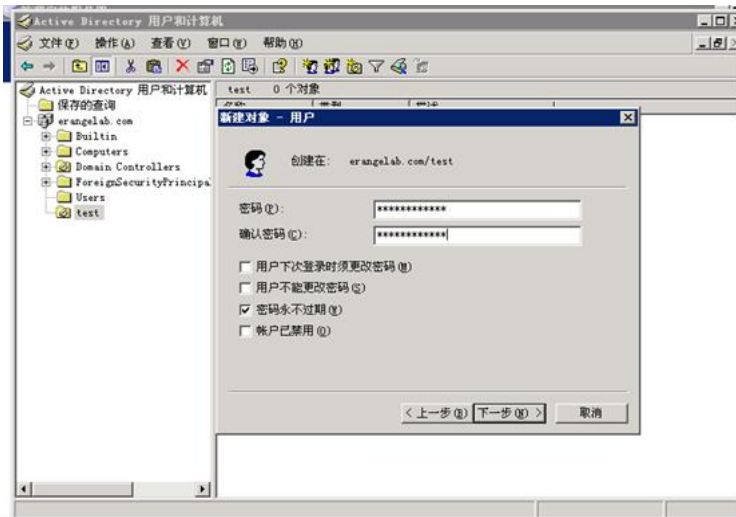 Active Directory 用户和计算机
文件(F) 操作(A) 查看(V) 窗口(W) 帮助(H)
Active Directory 用户和计算机
保存的查询
erangelab.com
Builtin
Computers
Domain Controllers
ForeignSecurityPrincipa
Users
test
test 0 个对象
新建对象 - 用户
创建在: erangelab.com/test
密码(P): ************
确认密码(C): ************
用户下次登录时须更改密码(M)
用户不能更改密码(S)
密码永不过期(W)
帐户已禁用(O)
< 上一步(B) 下一步(N) > 取消